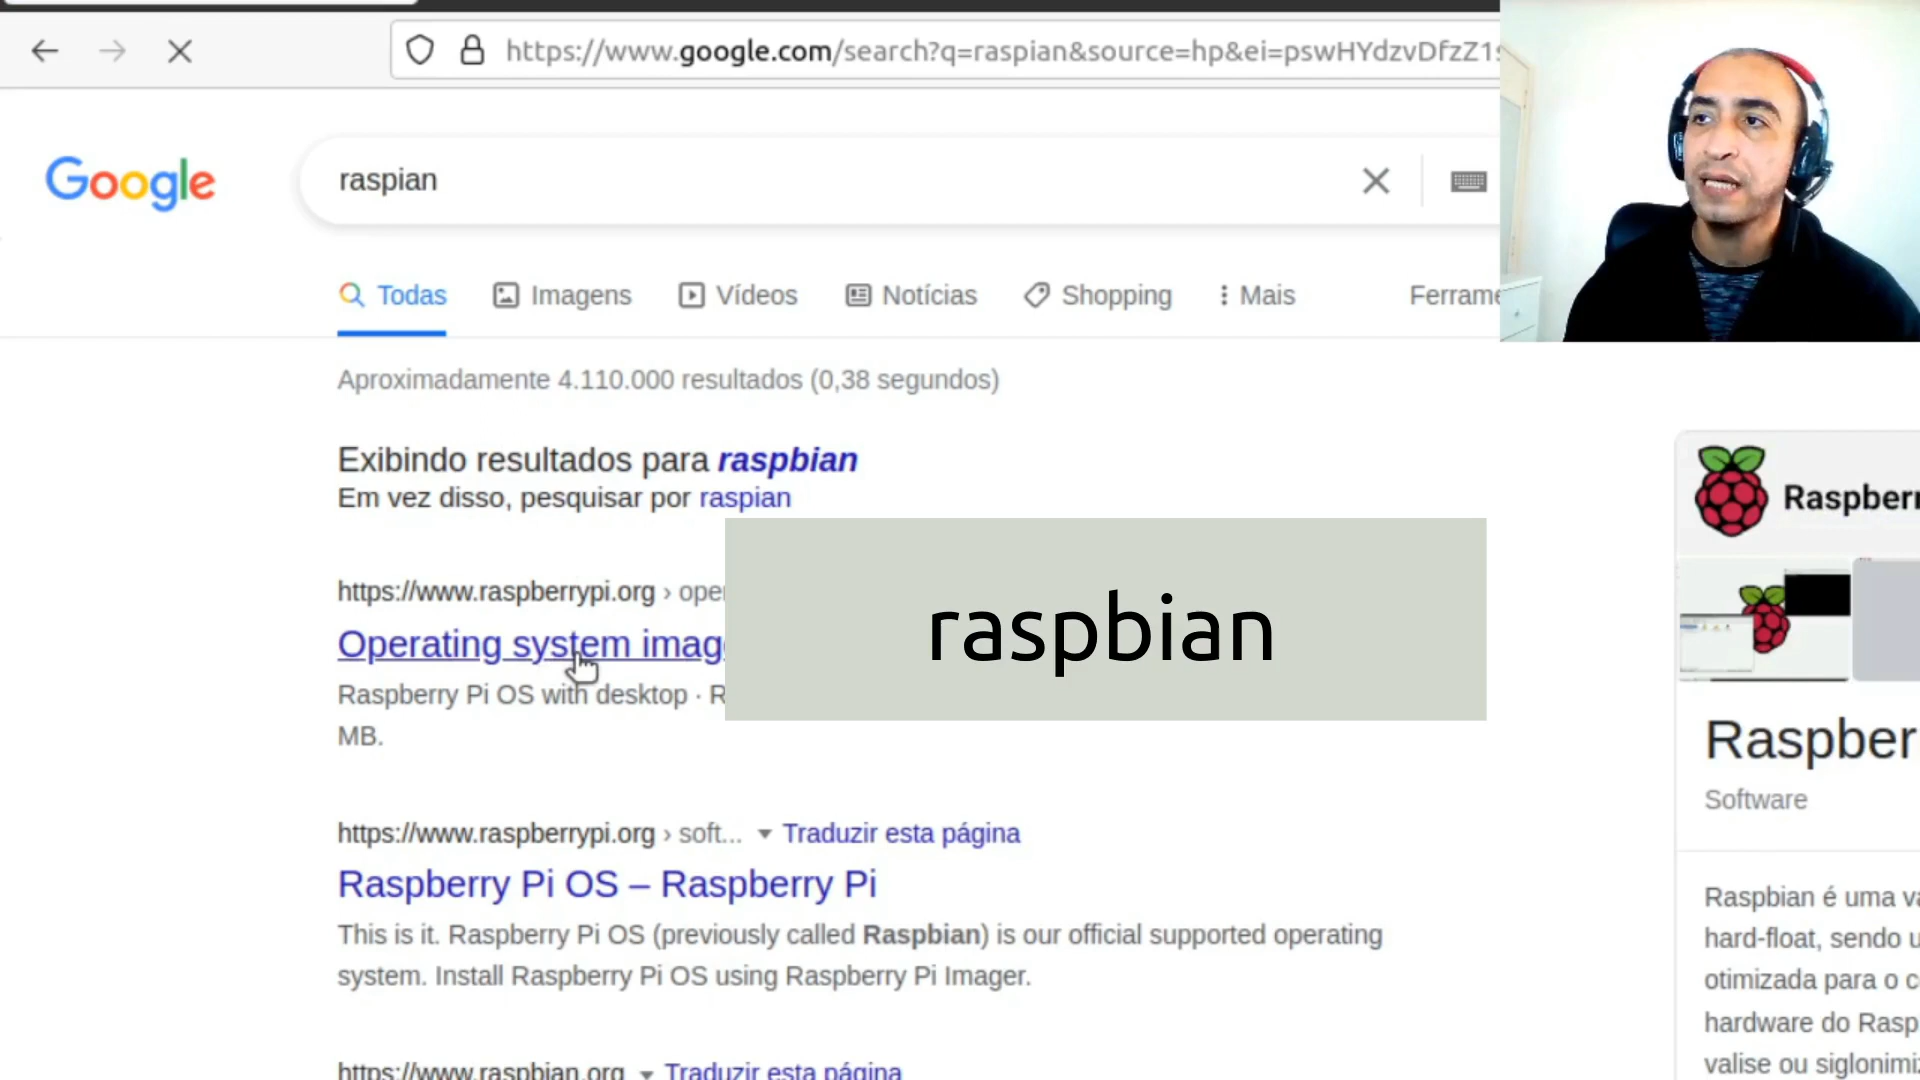 https://www.google.com/search?q=raspian&source=hp&ei=pswHYdzvDfzZ1
Google
raspian
Todas
Imagens
Vídeos
Notícias
Shopping
Mais
Ferrame
Aproximadamente 4.110.000 resultados (0,38 segundos)
Exibindo resultados para raspbian
Em vez disso, pesquisar por raspian
https://www.raspberrypi.org › oper
Operating system image
Raspberry Pi OS with desktop · R
MB.
raspbian
https://www.raspberrypi.org › soft... Traduzir esta página
Raspberry Pi OS – Raspberry Pi
This is it. Raspberry Pi OS (previously called Raspbian) is our official supported operating
system. Install Raspberry Pi OS using Raspberry Pi Imager.
https://www.raspbian.org Traduzir esta página
Raspberr
Raspber
Software
Raspbian é uma va
hard-float, sendo u
otimizada para o c
hardware do Rasp
valise ou siglonimiz